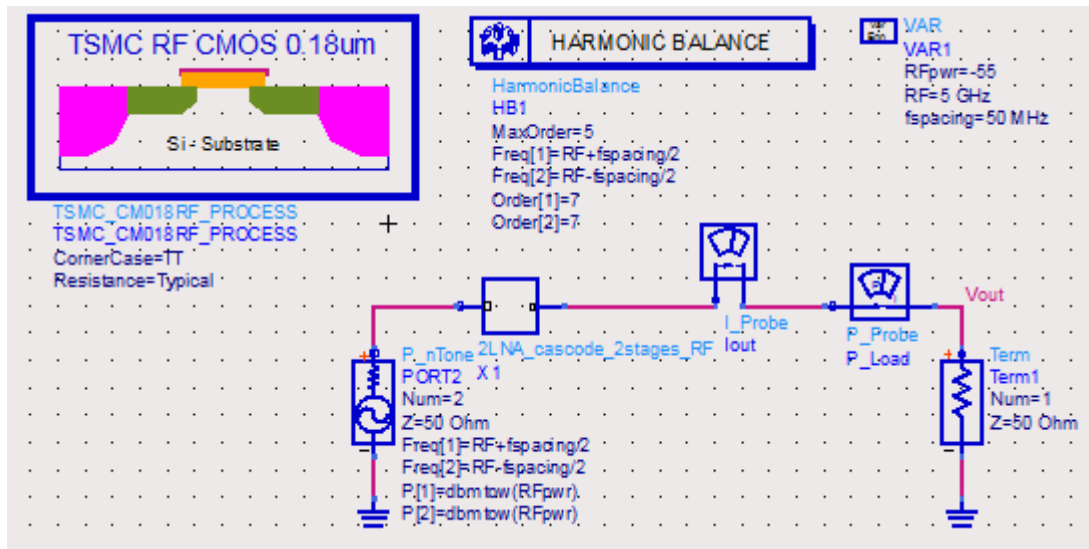 TSMC RF CMOS 0.18um
Si - Substrate
TSMC_CM018RF_PROCESS
TSMC_CM018RF_PROCESS
CornerCase=TT
Resistance=Typical
HARMONIC BALANCE
HarmonicBalance
HB1
MaxOrder=5
Freq[1]=RF+fspacing/2
Freq[2]=RF-fspacing/2
Order[1]=7
Order[2]=7
Var
Eqn
VAR
VAR1
RFpwr=-55
RF=5 GHz
fspacing=50 MHz
P_nTone
PORT2
Num=2
Z=50 Ohm
Freq[1]=RF+fspacing/2
Freq[2]=RF-fspacing/2
P[1]=dbmtow(RFpwr)
P[2]=dbmtow(RFpwr)
2LNA_cascode_2stages_RF
X1
I_Probe
Iout
P_Probe
P_Load
Vout
Term
Term1
Num=1
Z=50 Ohm